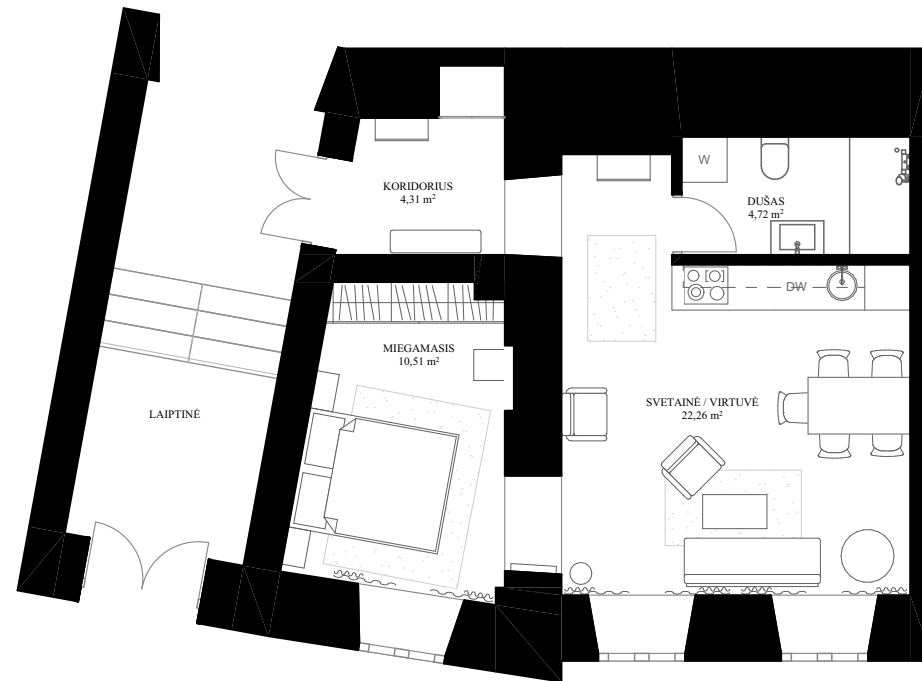 KORIDORIUS
4,31 m²
W
DUŠAS
4,72 m²
DW
MIEGAMASIS
10,51 m²
SVETAINĖ / VIRTUVĖ
22,26 m²
LAIPTINĖ